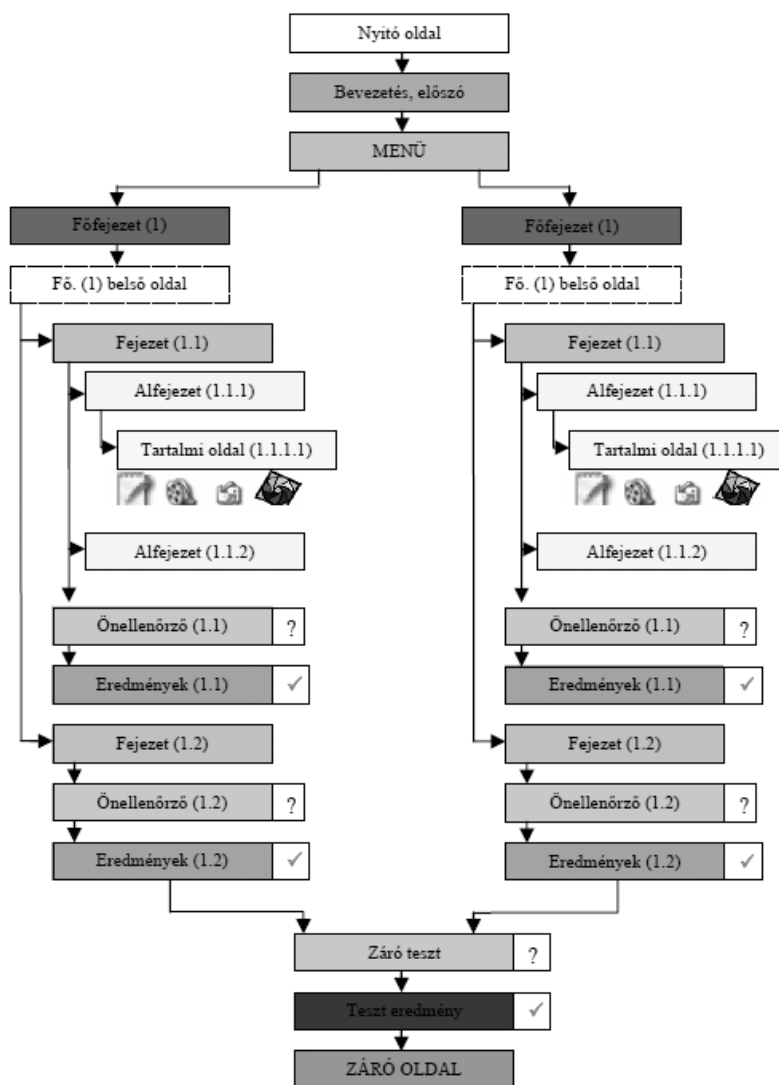 Nyitó oldal
Bevezetés, előszó
MENÜ
Főfejezet (1)
Fő. (1) belső oldal
Fejezet (1.1)
Alfejezet (1.1.1)
Tartalmi oldal (1.1.1.1)
Alfejezet (1.1.2)
Önellenőrző (1.1) ?
Eredmények (1.1) ✓
Fejezet (1.2)
Önellenőrző (1.2) ?
Eredmények (1.2) ✓
Főfejezet (1)
Fő. (1) belső oldal
Fejezet (1.1)
Alfejezet (1.1.1)
Tartalmi oldal (1.1.1.1)
Alfejezet (1.1.2)
Önellenőrző (1.1) ?
Eredmények (1.1) ✓
Fejezet (1.2)
Önellenőrző (1.2) ?
Eredmények (1.2) ✓
Záró teszt ?
Teszt eredmény ✓
ZÁRÓ OLDAL